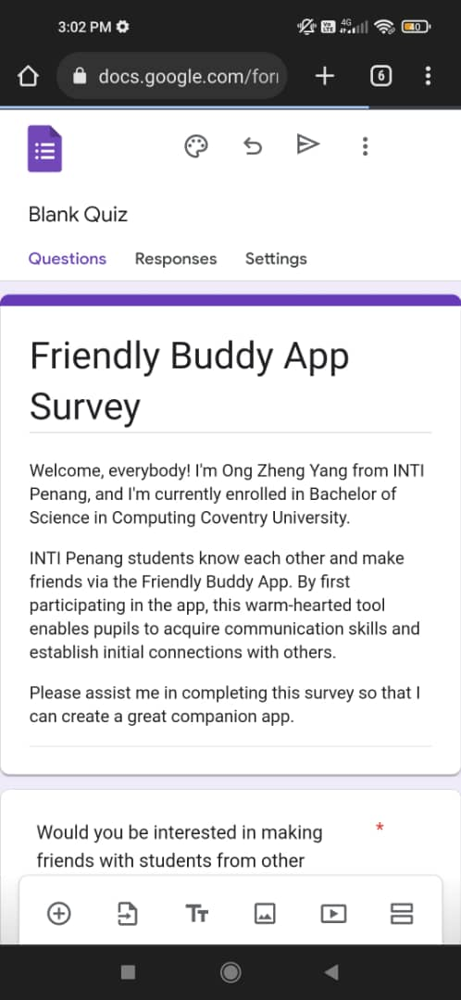 3:02 PM
4G
40
docs.google.com/for
6
Blank Quiz
Questions Responses Settings
Friendly Buddy App
Survey
Welcome, everybody! I'm Ong Zheng Yang from INTI
Penang, and I'm currently enrolled in Bachelor of
Science in Computing Coventry University.
INTI Penang students know each other and make
friends via the Friendly Buddy App. By first
participating in the app, this warm-hearted tool
enables pupils to acquire communication skills and
establish initial connections with others.
Please assist me in completing this survey so that I
can create a great companion app.
Would you be interested in making *
friends with students from other
Tт